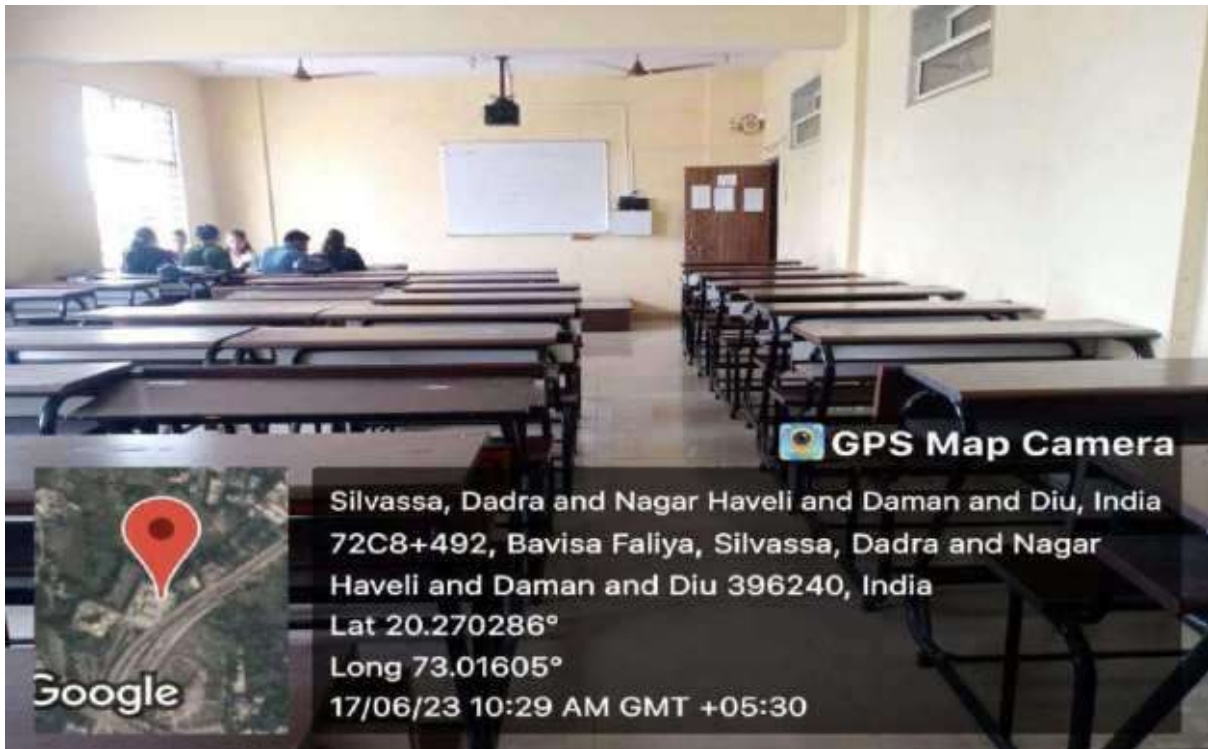 GPS Map Camera
Silvassa, Dadra and Nagar Haveli and Daman and Diu, India
72C8+492, Bavisa Faliya, Silvassa, Dadra and Nagar
Haveli and Daman and Diu 396240, India
Lat 20.270286°
Long 73.01605°
17/06/23 10:29 AM GMT +05:30
Google